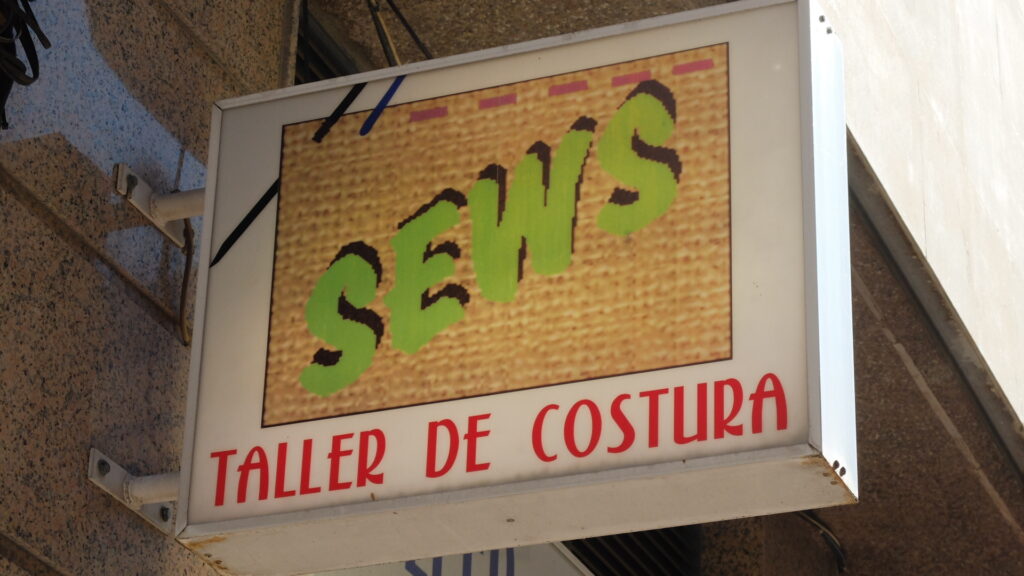 SEWS
TALLER DE COSTURA